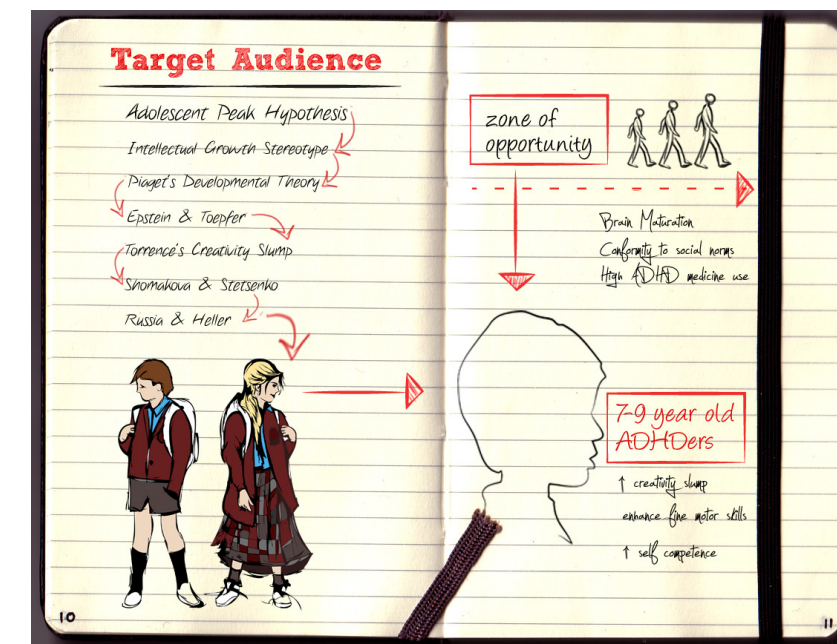 Target Audience
Adolescent Peak Hypothesis
Intellectual Growth Stereotype
Piaget's Developmental Theory
Epstein & Toepfer
Torrence's Creativity Slump
Shomakova & Stetsenko
Russia & Heller
10
zone of
opportunity
Brain Maturation
Conformity to social norms
High ADHD medicine use
7-9 year old
ADHDers
↑ creativity slump
enhance fine motor skills
↑ self competence
11